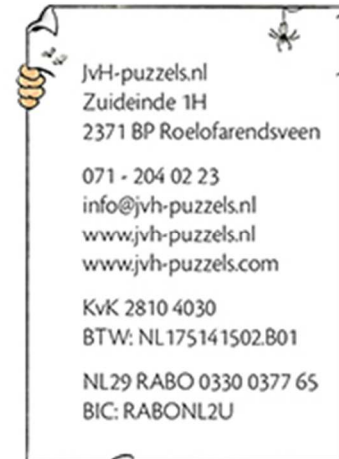 JvH-puzzels.nl
Zuideinde 1H
2371 BP Roelofarendsveen
071 - 204 02 23
info@jvh-puzzels.nl
www.jvh-puzzels.nl
www.jvh-puzzels.com
KvK 2810 4030
BTW: NL175141502.B01
NL29 RABO 0330 0377 65
BIC: RABONL2U